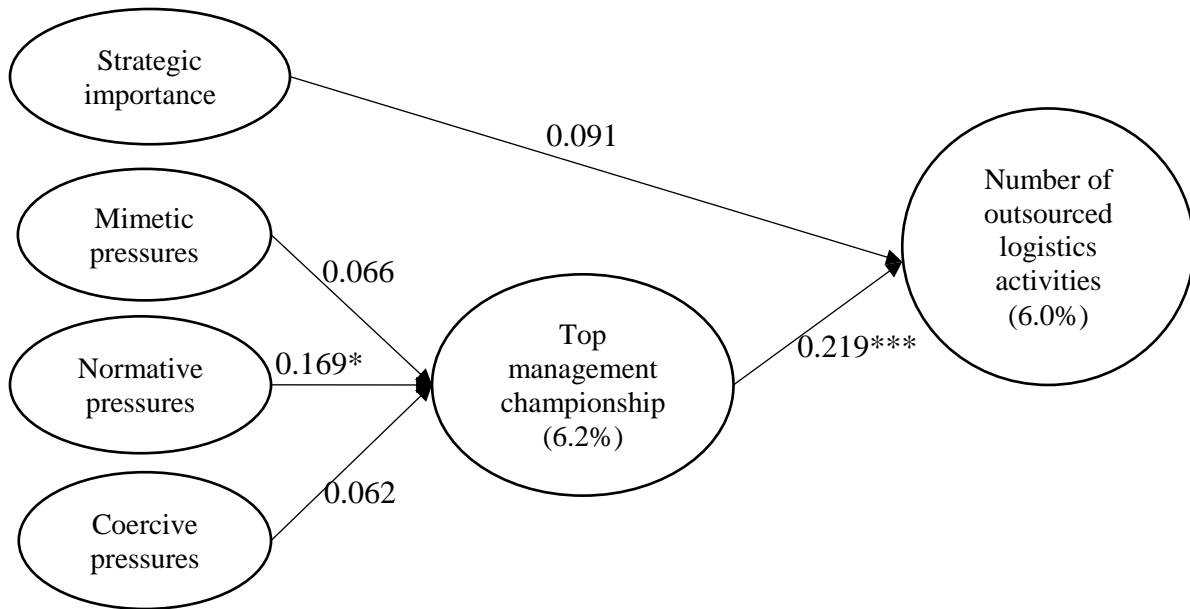 Strategic
importance
0.091
Number of
outsourced
logistics
activities
(6.0%)
Mimetic
pressures
0.066
Normative
pressures
0.169*
Top
management
championship
(6.2%)
0.219***
Coercive
pressures
0.062